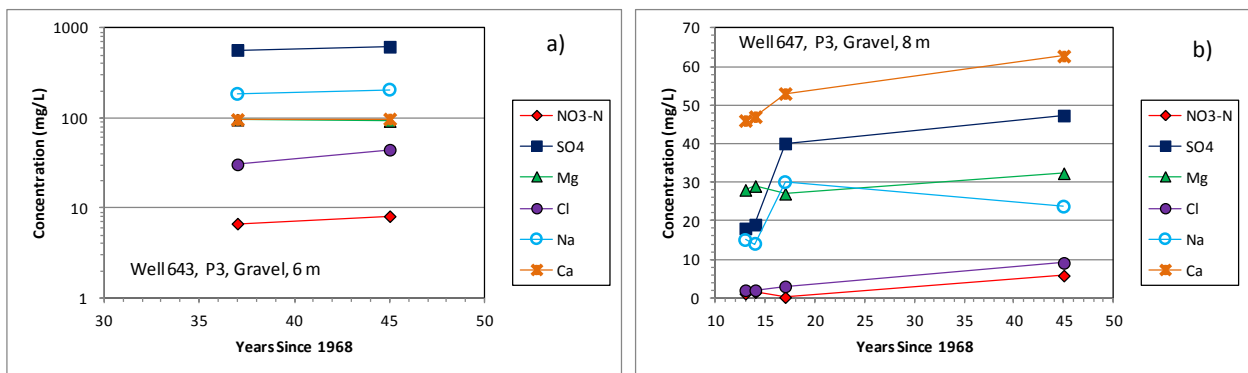 a)
1000
100
10
1
Concentration (mg/L)
Well 643, P3, Gravel, 6 m
30 35 40 45 50
Years Since 1968
NO3-N
SO4
Mg
Cl
Na
Ca
b)
Well 647, P3, Gravel, 8 m
70
60
50
40
30
20
10
0
Concentration (mg/L)
10 15 20 25 30 35 40 45 50
Years Since 1968
NO3-N
SO4
Mg
Cl
Na
Ca